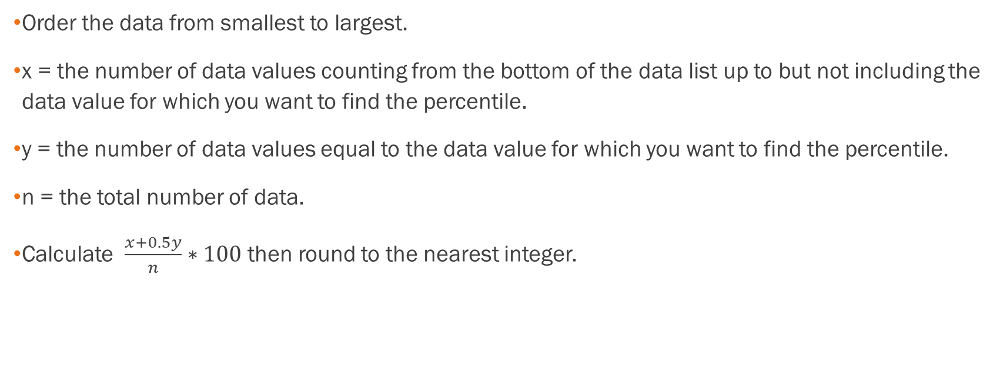 •Order the data from smallest to largest.
•x = the number of data values counting from the bottom of the data list up to but not including the
data value for which you want to find the percentile.
•y = the number of data values equal to the data value for which you want to find the percentile.
•n = the total number of data.
•Calculate (x+0.5y)/n * 100 then round to the nearest integer.